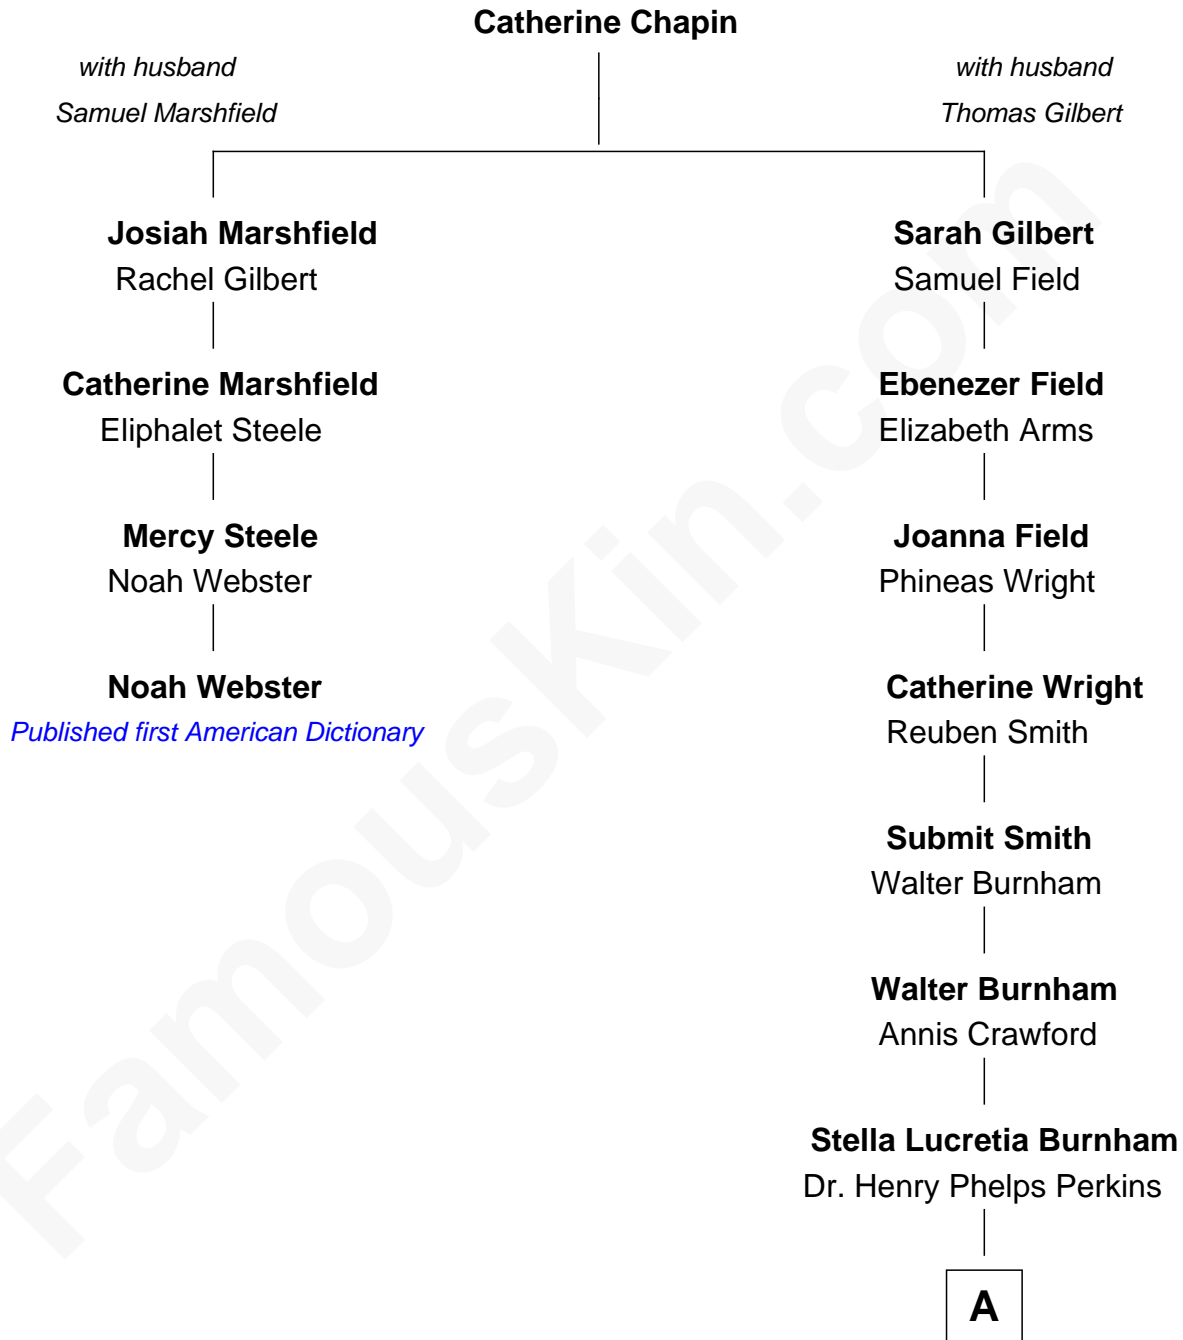 Catherine Chapin
with husband
Samuel Marshfield
with husband
Thomas Gilbert
Josiah Marshfield
Rachel Gilbert
Sarah Gilbert
Samuel Field
Catherine Marshfield
Eliphalet Steele
Ebenezer Field
Elizabeth Arms
Mercy Steele
Noah Webster
Joanna Field
Phineas Wright
Noah Webster
Published first American Dictionary
Catherine Wright
Reuben Smith
Submit Smith
Walter Burnham
Walter Burnham
Annis Crawford
Stella Lucretia Burnham
Dr. Henry Phelps Perkins
A
FamousKin.com